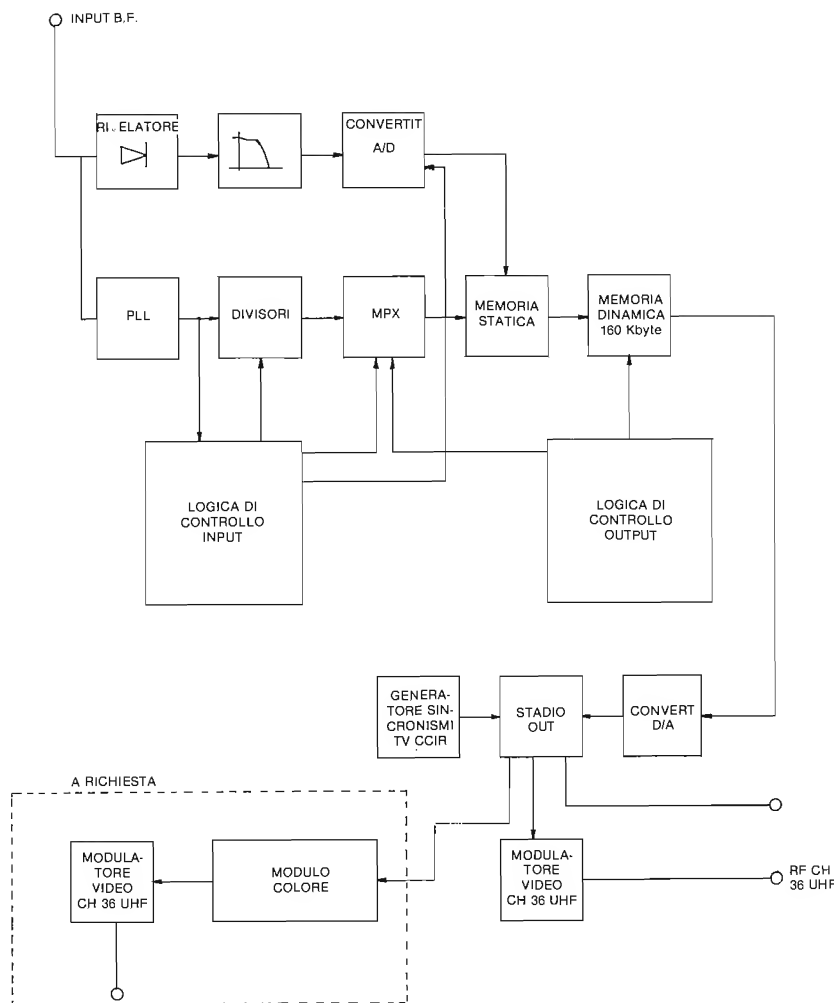 INPUT B.F.
RI.ELATORE
CONVERTIT
A/D
PLL
DIVISORI
MPX
MEMORIA
STATICA
MEMORIA
DINAMICA
160 Kbyte
LOGICA DI
CONTROLLO
INPUT
LOGICA DI
CONTROLLO
OUTPUT
GENERA-
TORE SIN-
CRONISMI
TV CCIR
STADIO
OUT
CONVERT
D/A
A RICHIESTA
MODULA-
TORE
VIDEO
CH 36 UHF
MODULO
COLORE
MODULA-
TORE
VIDEO
CH 36 UHF
RF CH
36 UHF